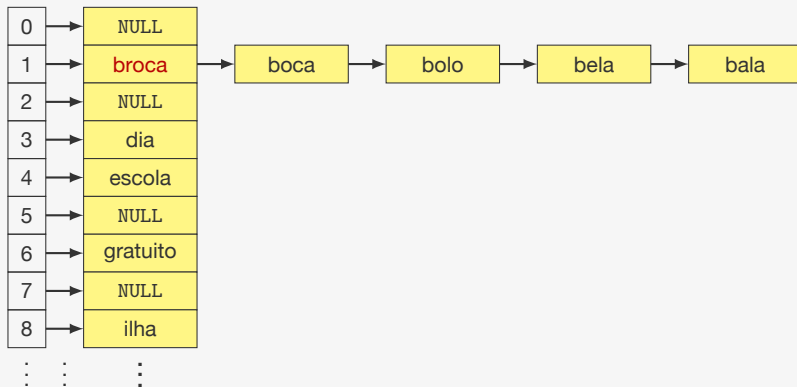 0 NULL
1 broca boca bolo bela bala
2 NULL
3 dia
4 escola
5 NULL
6 gratuito
7 NULL
8 ilha